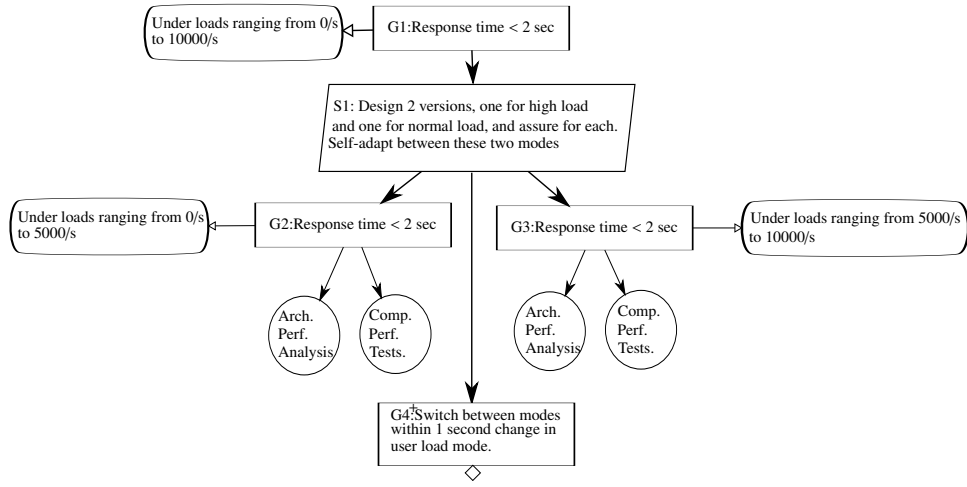 Under loads ranging from 0/s
to 10000/s
G1:Response time < 2 sec
S1: Design 2 versions, one for high load
and one for normal load, and assure for each.
Self-adapt between these two modes
Under loads ranging from 0/s
to 5000/s
G2:Response time < 2 sec
G3:Response time < 2 sec
Under loads ranging from 5000/s
to 10000/s
Arch.
Perf.
Analysis
Comp.
Perf.
Tests.
Arch.
Perf.
Analysis
Comp.
Perf.
Tests.
G4:Switch between modes
within 1 second change in
user load mode.